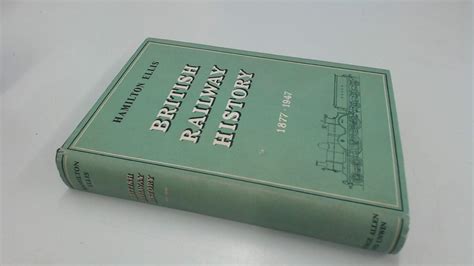 HAMILTON ELLIS
BRITISH
RAILWAY
HISTORY
1877-1947
HAMILTON
ELLIS
BRITISH
RAILWAY
HISTORY